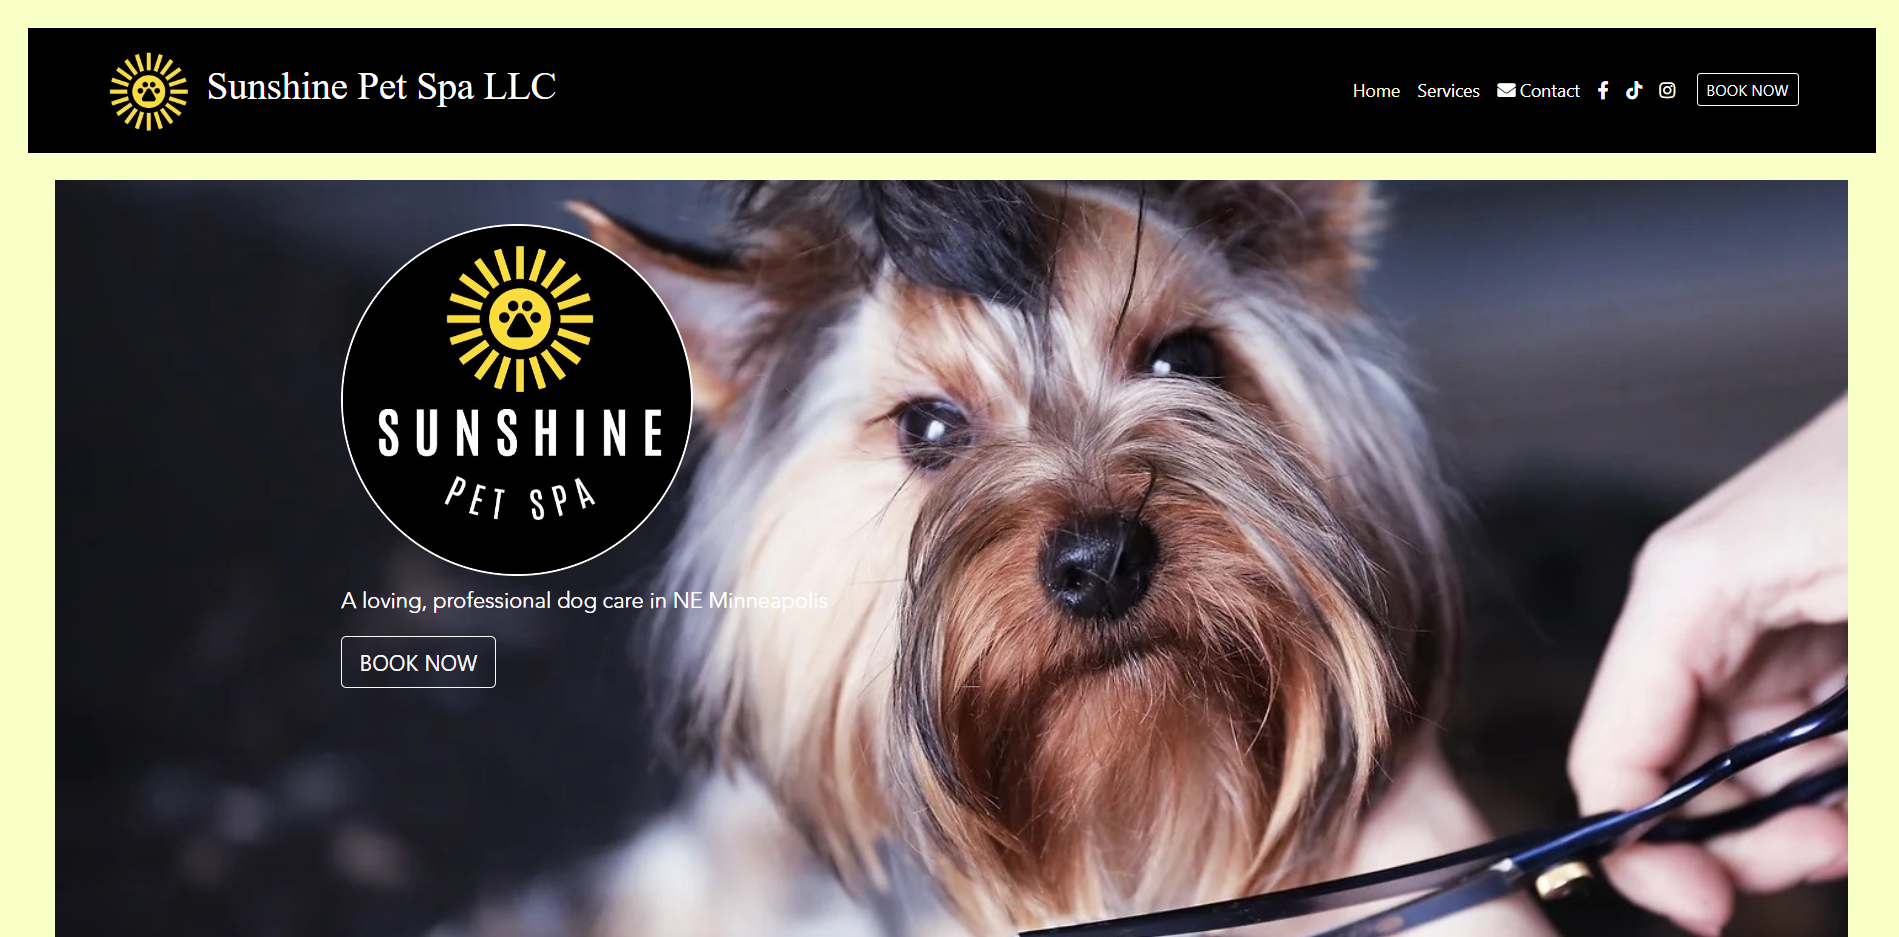 Sunshine Pet Spa LLC
Home Services Contact BOOK NOW
SUNSHINE
PET SPA
A loving, professional dog care in NE Minneapolis
BOOK NOW